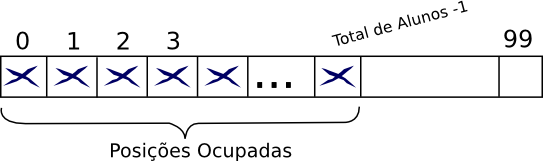 Total de Alunos -1
0 1 2 3 99
...
Posições Ocupadas